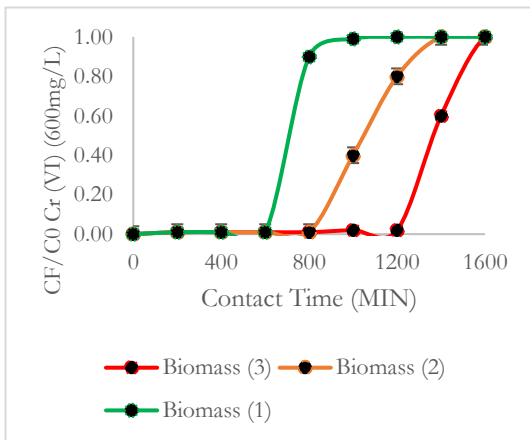 CF/C0 Cr (VI) (600mg/L)
1.00
0.80
0.60
0.40
0.20
0.00
0 400 800 1200 1600
Contact Time (MIN)
Biomass (3) Biomass (2)
Biomass (1)